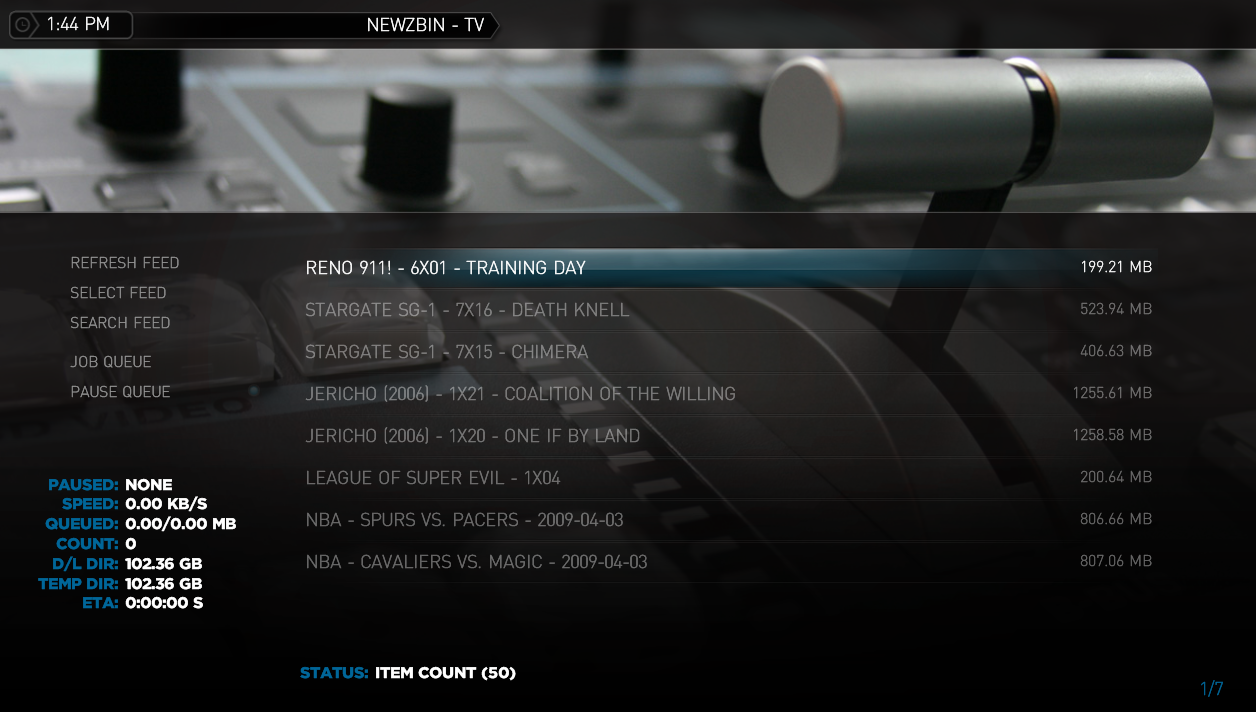 1:44 PM
NEWZBIN - TV
REFRESH FEED
SELECT FEED
SEARCH FEED
JOB QUEUE
PAUSE QUEUE
RENO 911! - 6X01 - TRAINING DAY 199.21 MB
STARGATE SG-1 - 7X16 - DEATH KNELL 523.94 MB
STARGATE SG-1 - 7X15 - CHIMERA 406.63 MB
JERICHO (2006) - 1X21 - COALITION OF THE WILLING 1255.61 MB
JERICHO (2006) - 1X20 - ONE IF BY LAND 1258.58 MB
LEAGUE OF SUPER EVIL - 1X04 200.64 MB
NBA - SPURS VS. PACERS - 2009-04-03 806.66 MB
NBA - CAVALIERS VS. MAGIC - 2009-04-03 807.06 MB
VIDEO
PAUSED: NONE
SPEED: 0.00 KB/S
QUEUED: 0.00/0.00 MB
COUNT: 0
D/L DIR: 102.36 GB
TEMP DIR: 102.36 GB
ETA: 0:00:00 S
STATUS: ITEM COUNT (50)
1/7